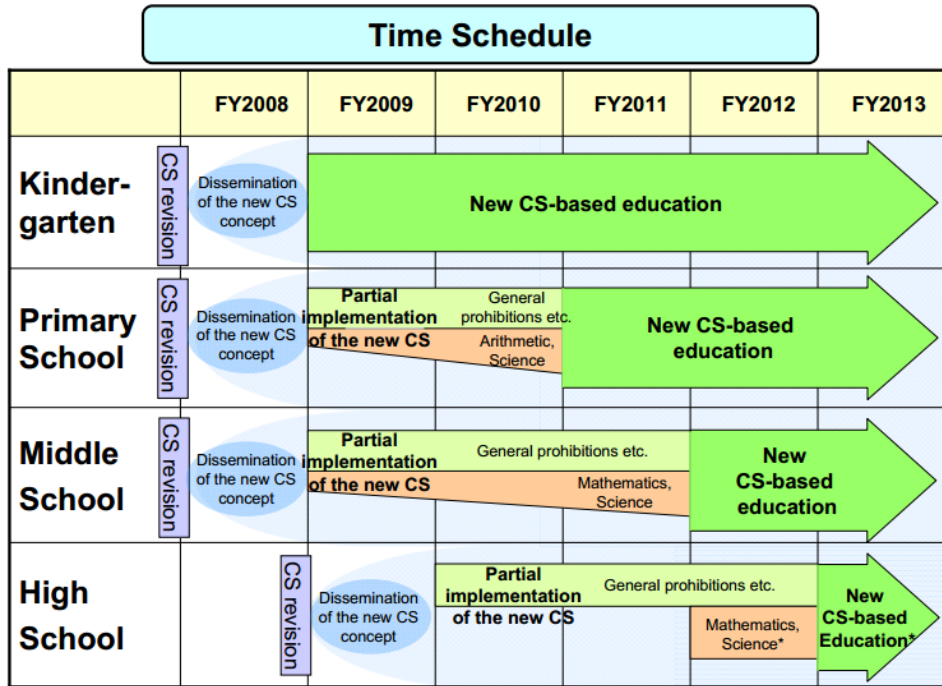 Time Schedule
FY2008 FY2009 FY2010 FY2011 FY2012 FY2013
Kinder-
garten
CS revision
Dissemination
of the new CS
concept
New CS-based education
Primary
School
CS revision
Dissemination
of the new CS
concept
Partial
implementation
of the new CS
General
prohibitions etc.
Arithmetic,
Science
New CS-based
education
Middle
School
CS revision
Dissemination
of the new CS
concept
Partial
implementation
of the new CS
General prohibitions etc.
Mathematics,
Science
New
CS-based
education
High
School
CS revision
Dissemination
of the new CS
concept
Partial
implementation
of the new CS
General prohibitions etc.
Mathematics,
Science*
New
CS-based
Education*